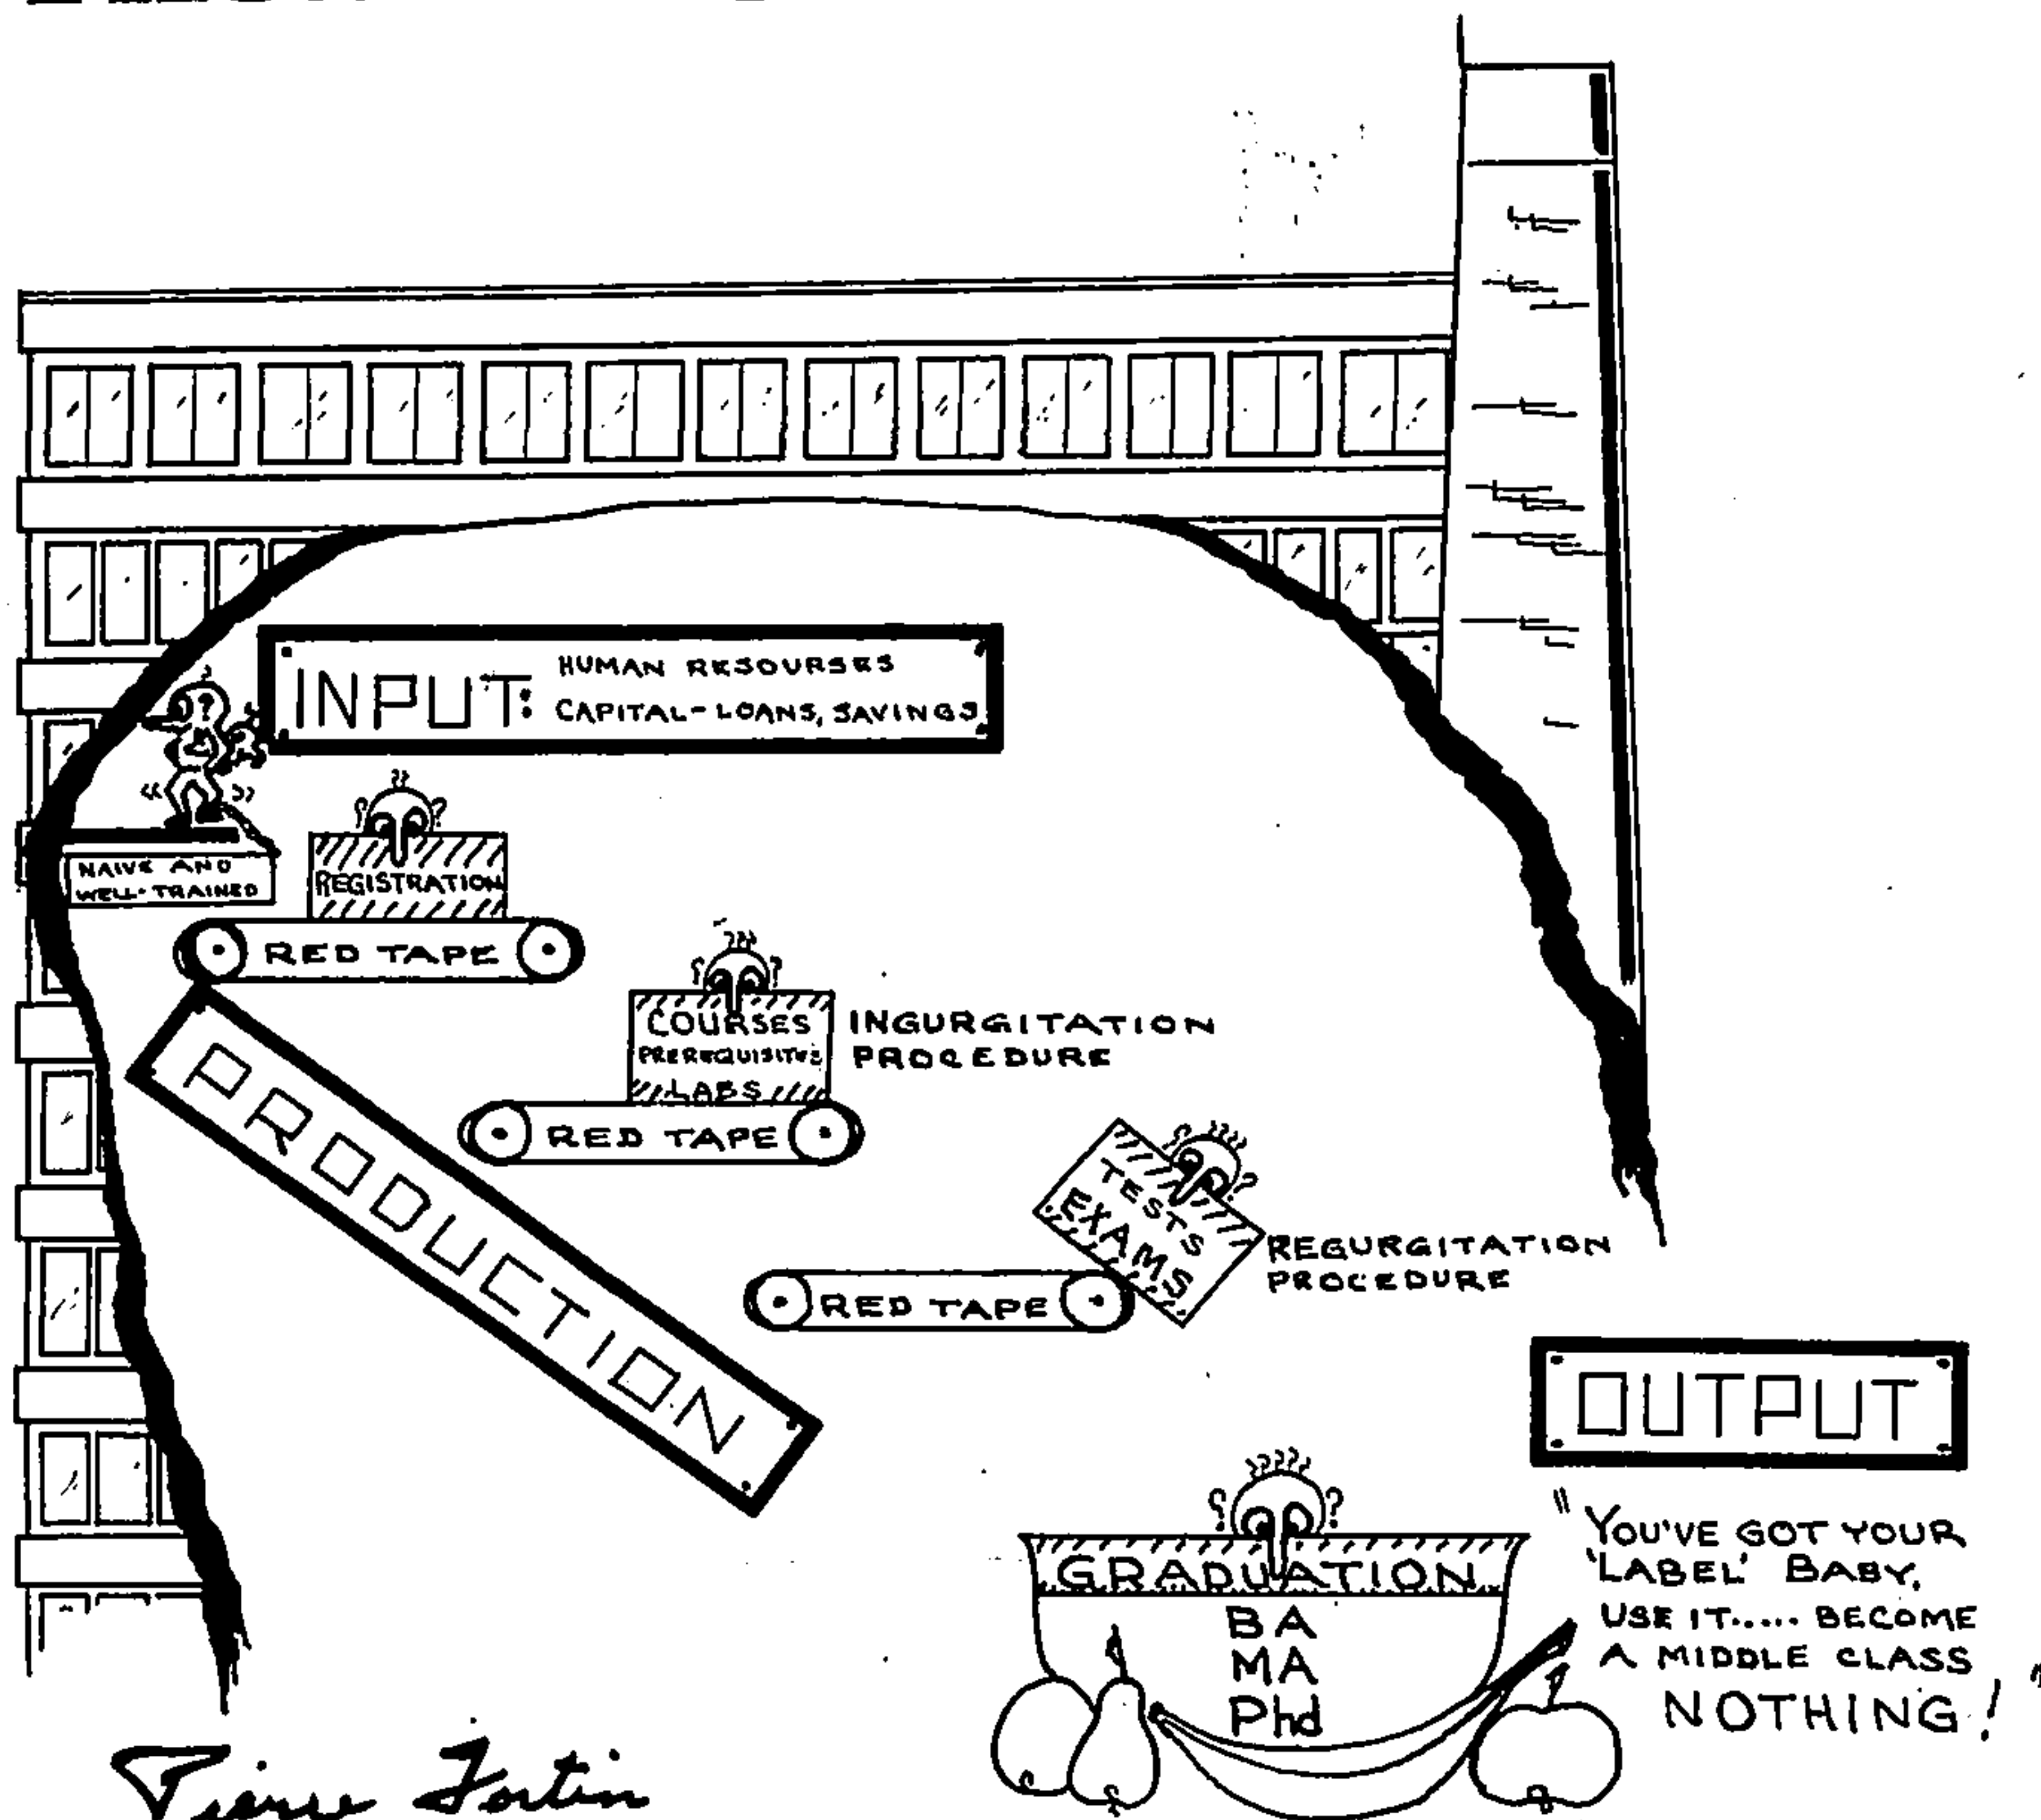 INPUT:
HUMAN RESOURSES
CAPITAL-LOANS, SAVINGS
NAIVE AND
WELL-TRAINED
REGISTRATION
RED TAPE
COURSES
PREREQUISITES
LABS
INGURGITATION
PROCEDURE
RED TAPE
PRODUCTION
TESTS
EXAMS
REGURGITATION
PROCEDURE
RED TAPE
OUTPUT
GRADUATION
BA
MA
Phd
"YOU'VE GOT YOUR
'LABEL' BABY,
USE IT..... BECOME
A MIDDLE CLASS
NOTHING!"
Pierre Fortin